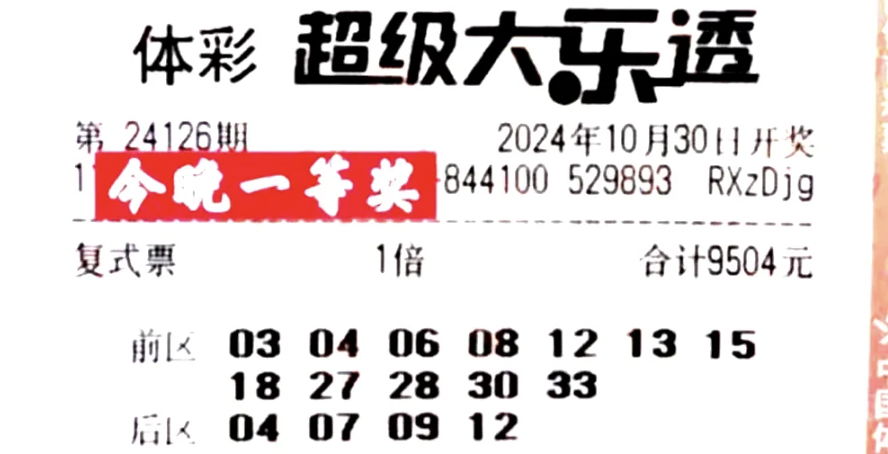 体彩 超级大乐透
第 24126期 2024年10月30日开奖
1 今晚一等奖 -844100 529893 RXzDjg
复式票 1倍 合计9504元
前区 03 04 06 08 12 13 15
18 27 28 30 33
后区 04 07 09 12